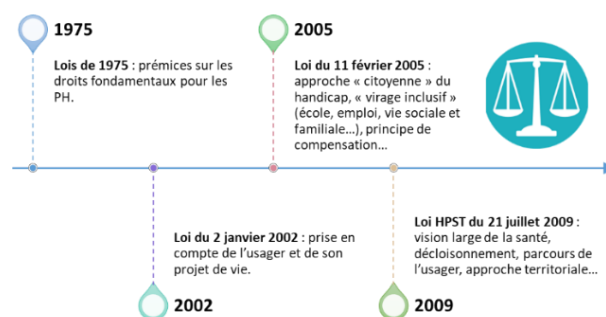 1975
Lois de 1975 : prémices sur les
droits fondamentaux pour les
PH.
2005
Loi du 11 février 2005 :
approche « citoyenne » du
handicap, « virage inclusif »
(école, emploi, vie sociale et
familiale…), principe de
compensation…
Loi du 2 janvier 2002 : prise en
compte de l'usager et de son
projet de vie.
2002
Loi HPST du 21 juillet 2009 :
vision large de la santé,
décloisonnement, parcours de
l'usager, approche territoriale…
2009